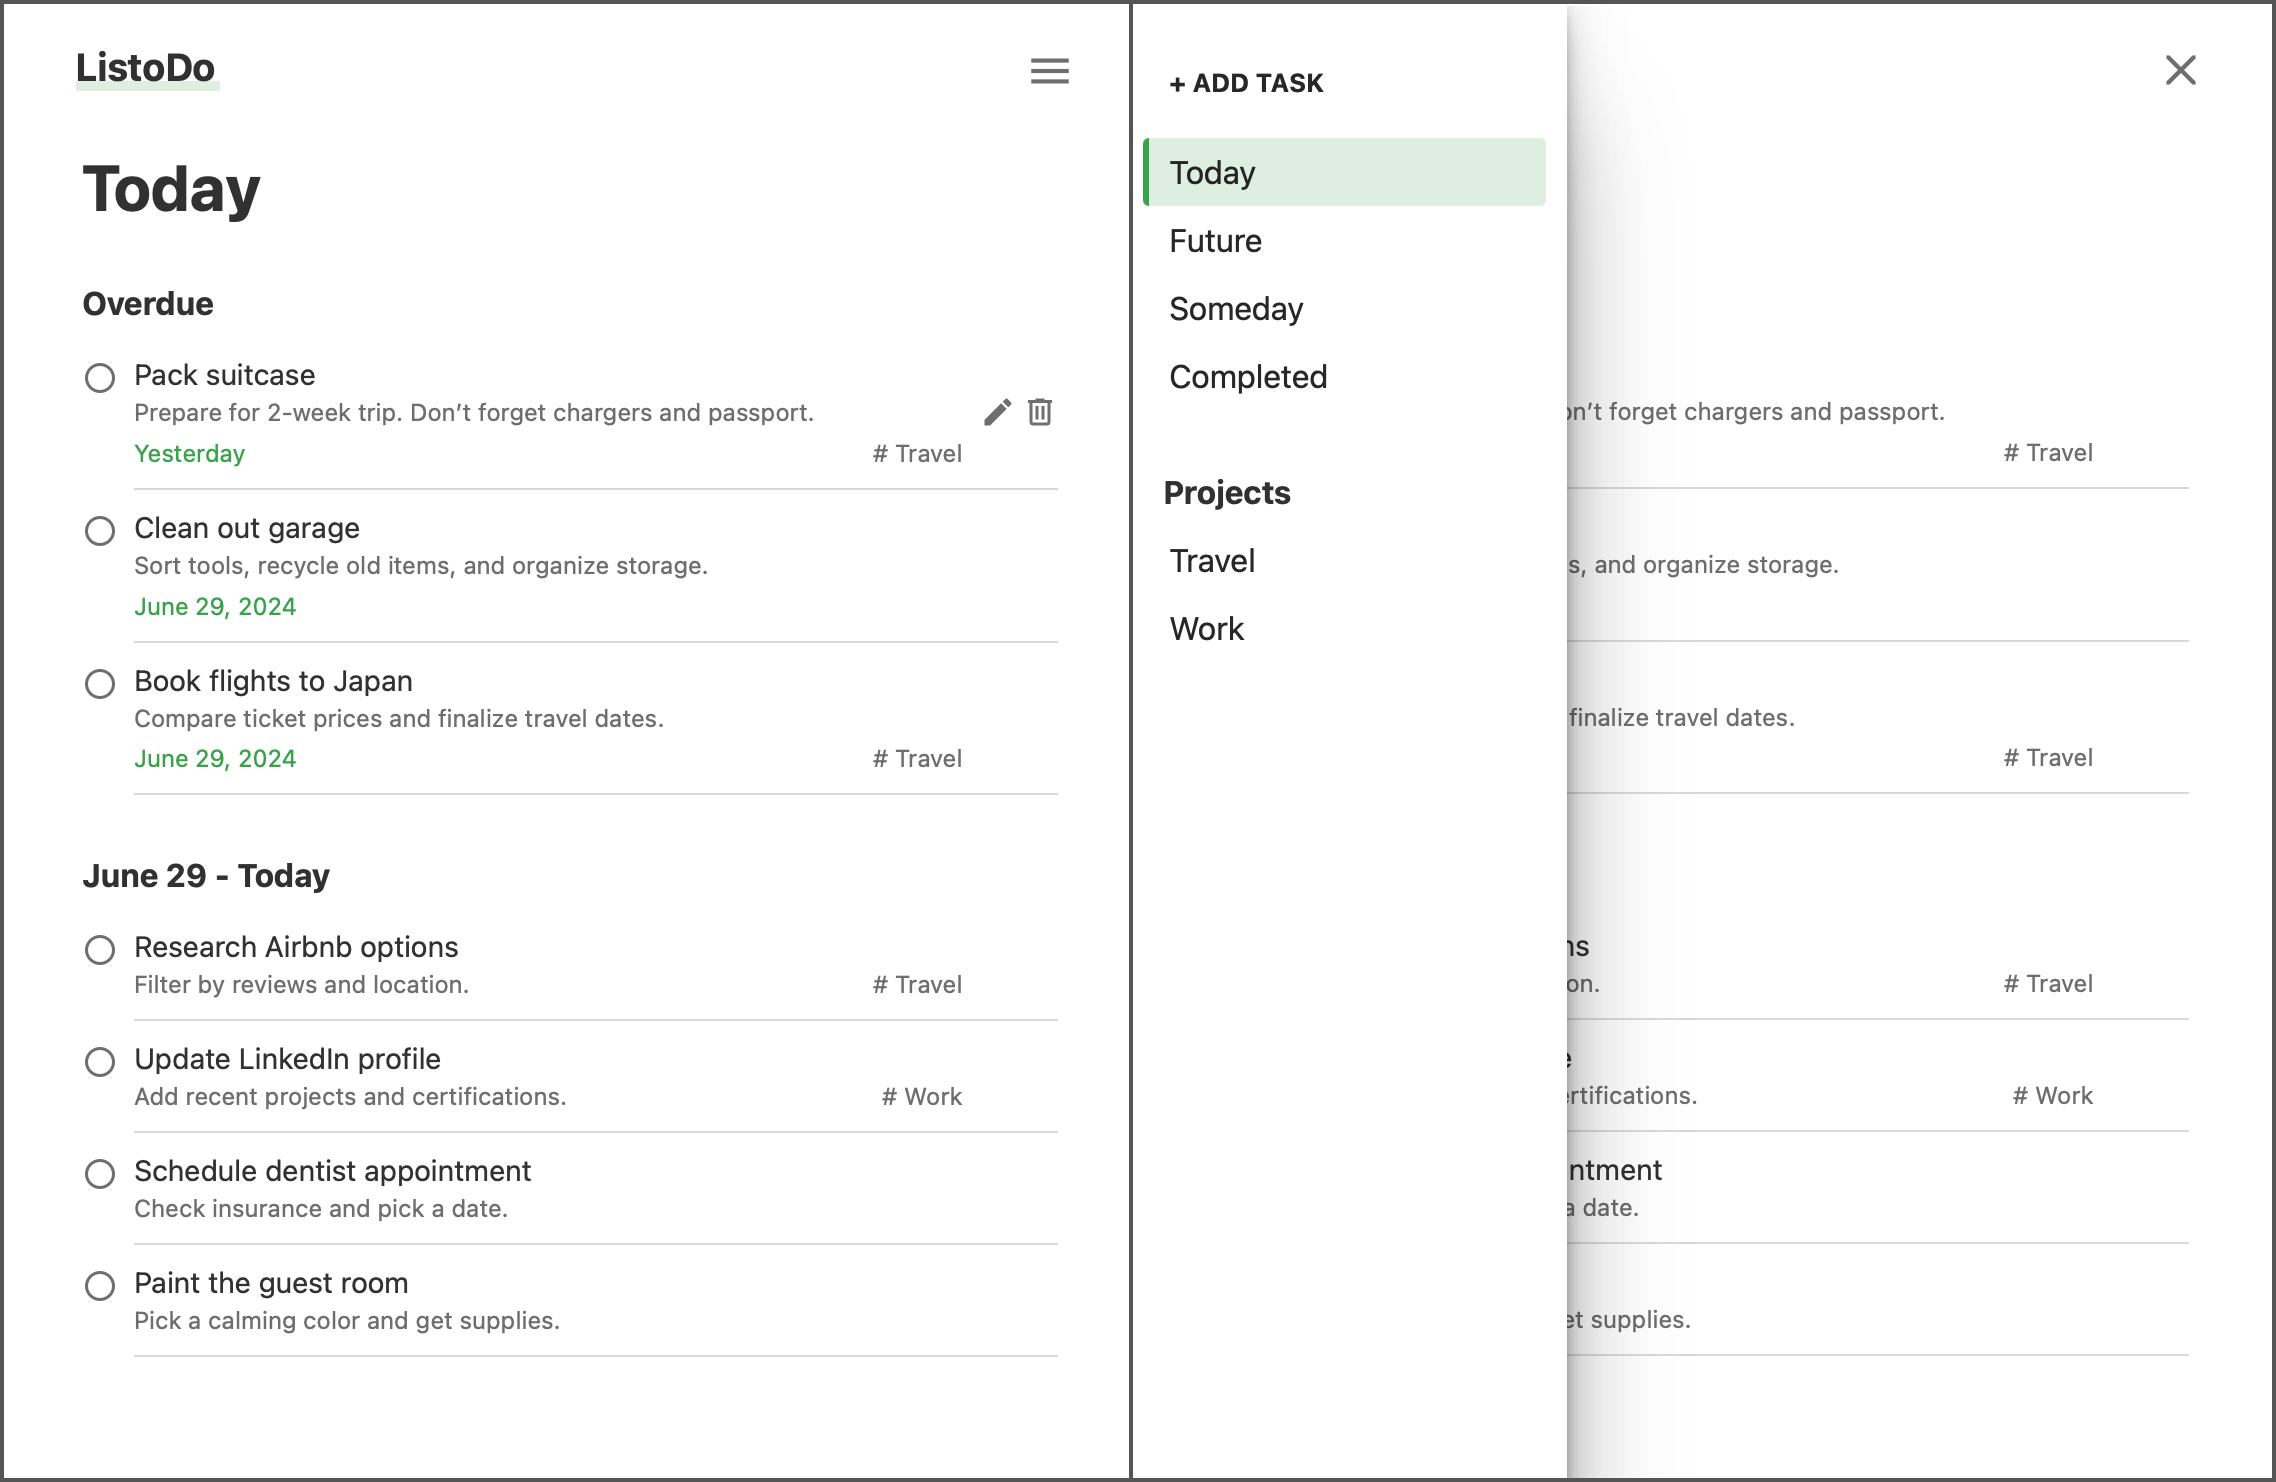 ListoDo
Today
Overdue
Pack suitcase
Prepare for 2-week trip. Don’t forget chargers and passport.
Yesterday # Travel
Clean out garage
Sort tools, recycle old items, and organize storage.
June 29, 2024
Book flights to Japan
Compare ticket prices and finalize travel dates.
June 29, 2024 # Travel
June 29 - Today
Research Airbnb options
Filter by reviews and location. # Travel
Update LinkedIn profile
Add recent projects and certifications. # Work
Schedule dentist appointment
Check insurance and pick a date.
Paint the guest room
Pick a calming color and get supplies.
+ ADD TASK
Today
Future
Someday
Completed
Projects
Travel
Work
on’t forget chargers and passport.
# Travel
s, and organize storage.
finalize travel dates.
# Travel
ns
on. # Travel
e
ertifications. # Work
ntment
a date.
et supplies.